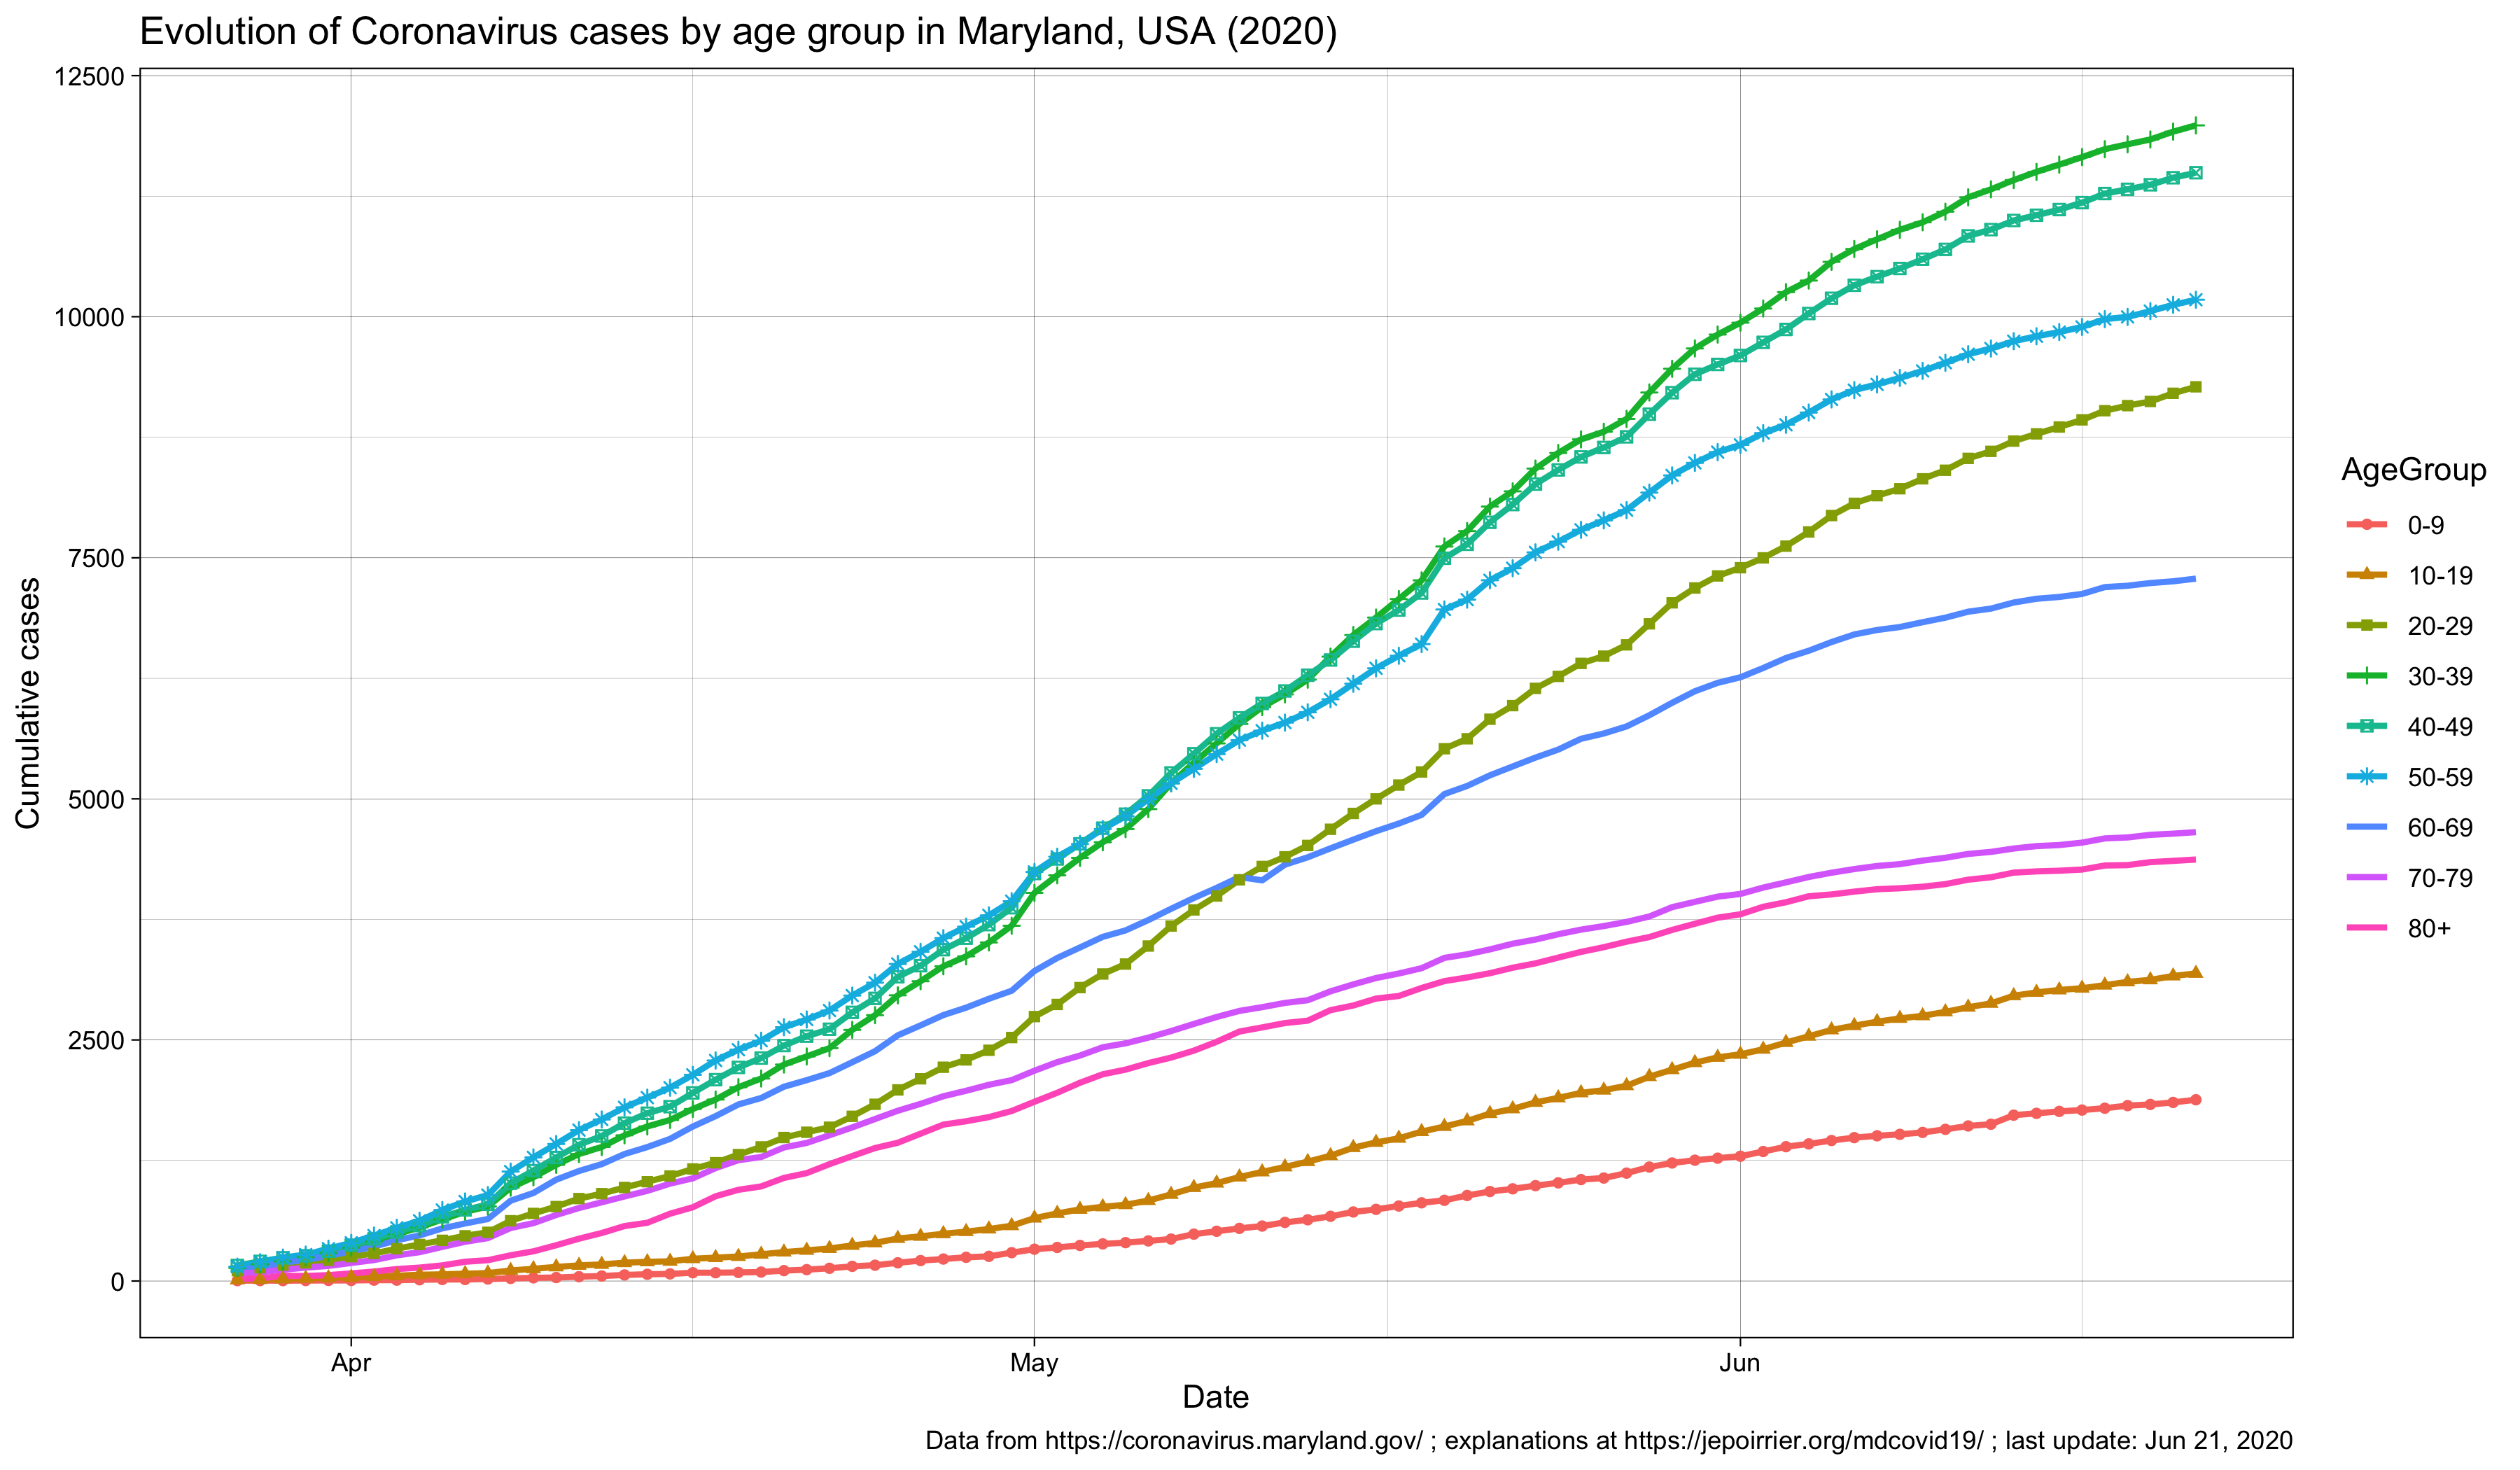 Evolution of Coronavirus cases by age group in Maryland, USA (2020)
12500
10000
7500
5000
2500
0
Cumulative cases
Apr
May
Jun
Date
AgeGroup
0-9
10-19
20-29
30-39
40-49
50-59
60-69
70-79
80+
Data from https://coronavirus.maryland.gov/ ; explanations at https://jepoirrier.org/mdcovid19/ ; last update: Jun 21, 2020